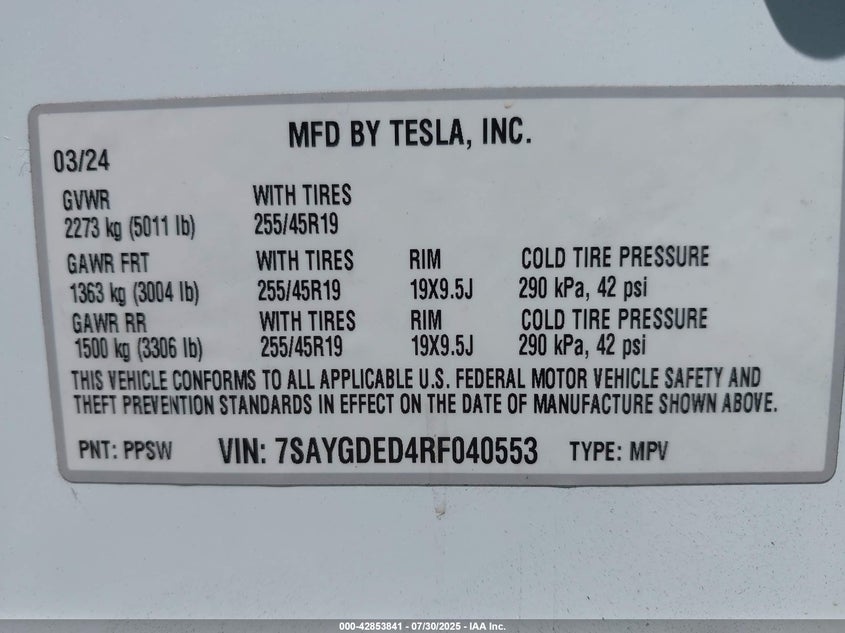 MFD BY TESLA, INC.
03/24
GVWR WITH TIRES
2273 kg (5011 lb) 255/45R19
GAWR FRT WITH TIRES RIM COLD TIRE PRESSURE
1363 kg (3004 lb) 255/45R19 19X9.5J 290 kPa, 42 psi
GAWR RR WITH TIRES RIM COLD TIRE PRESSURE
1500 kg (3306 lb) 255/45R19 19X9.5J 290 kPa, 42 psi
THIS VEHICLE CONFORMS TO ALL APPLICABLE U.S. FEDERAL MOTOR VEHICLE SAFETY AND
THEFT PREVENTION STANDARDS IN EFFECT ON THE DATE OF MANUFACTURE SHOWN ABOVE.
PNT: PPSW VIN: 7SAYGDED4RF040553 TYPE: MPV
000-42853841 - 07/30/2025 - IAA Inc.